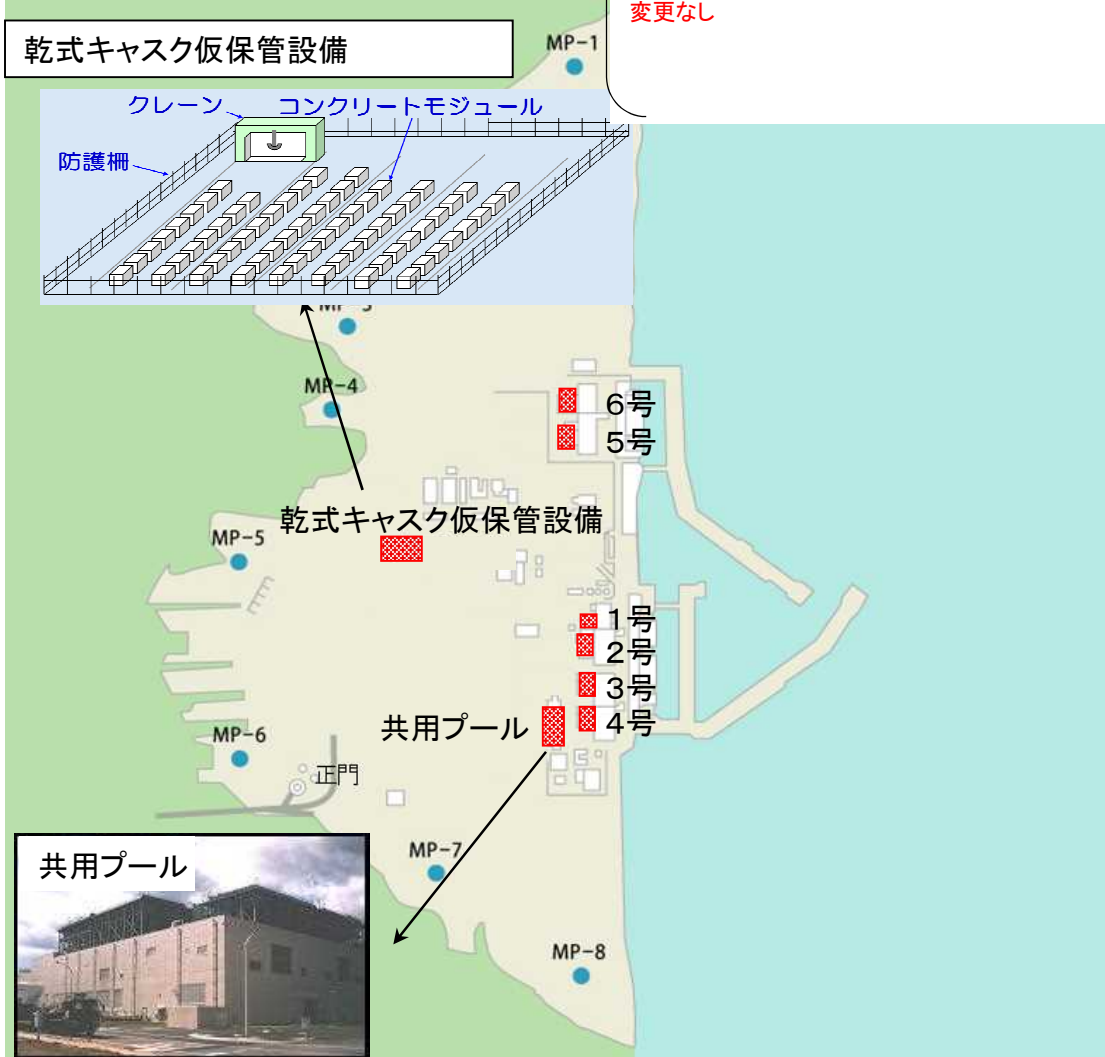 変更なし
乾式キャスク仮保管設備
MP-1
クレーン
コンクリートモジュール
防護柵
MP-4
6号
5号
乾式キャスク仮保管設備
MP-5
1号
2号
3号
共用プール
4号
MP-6
正門
共用プール
MP-7
MP-8